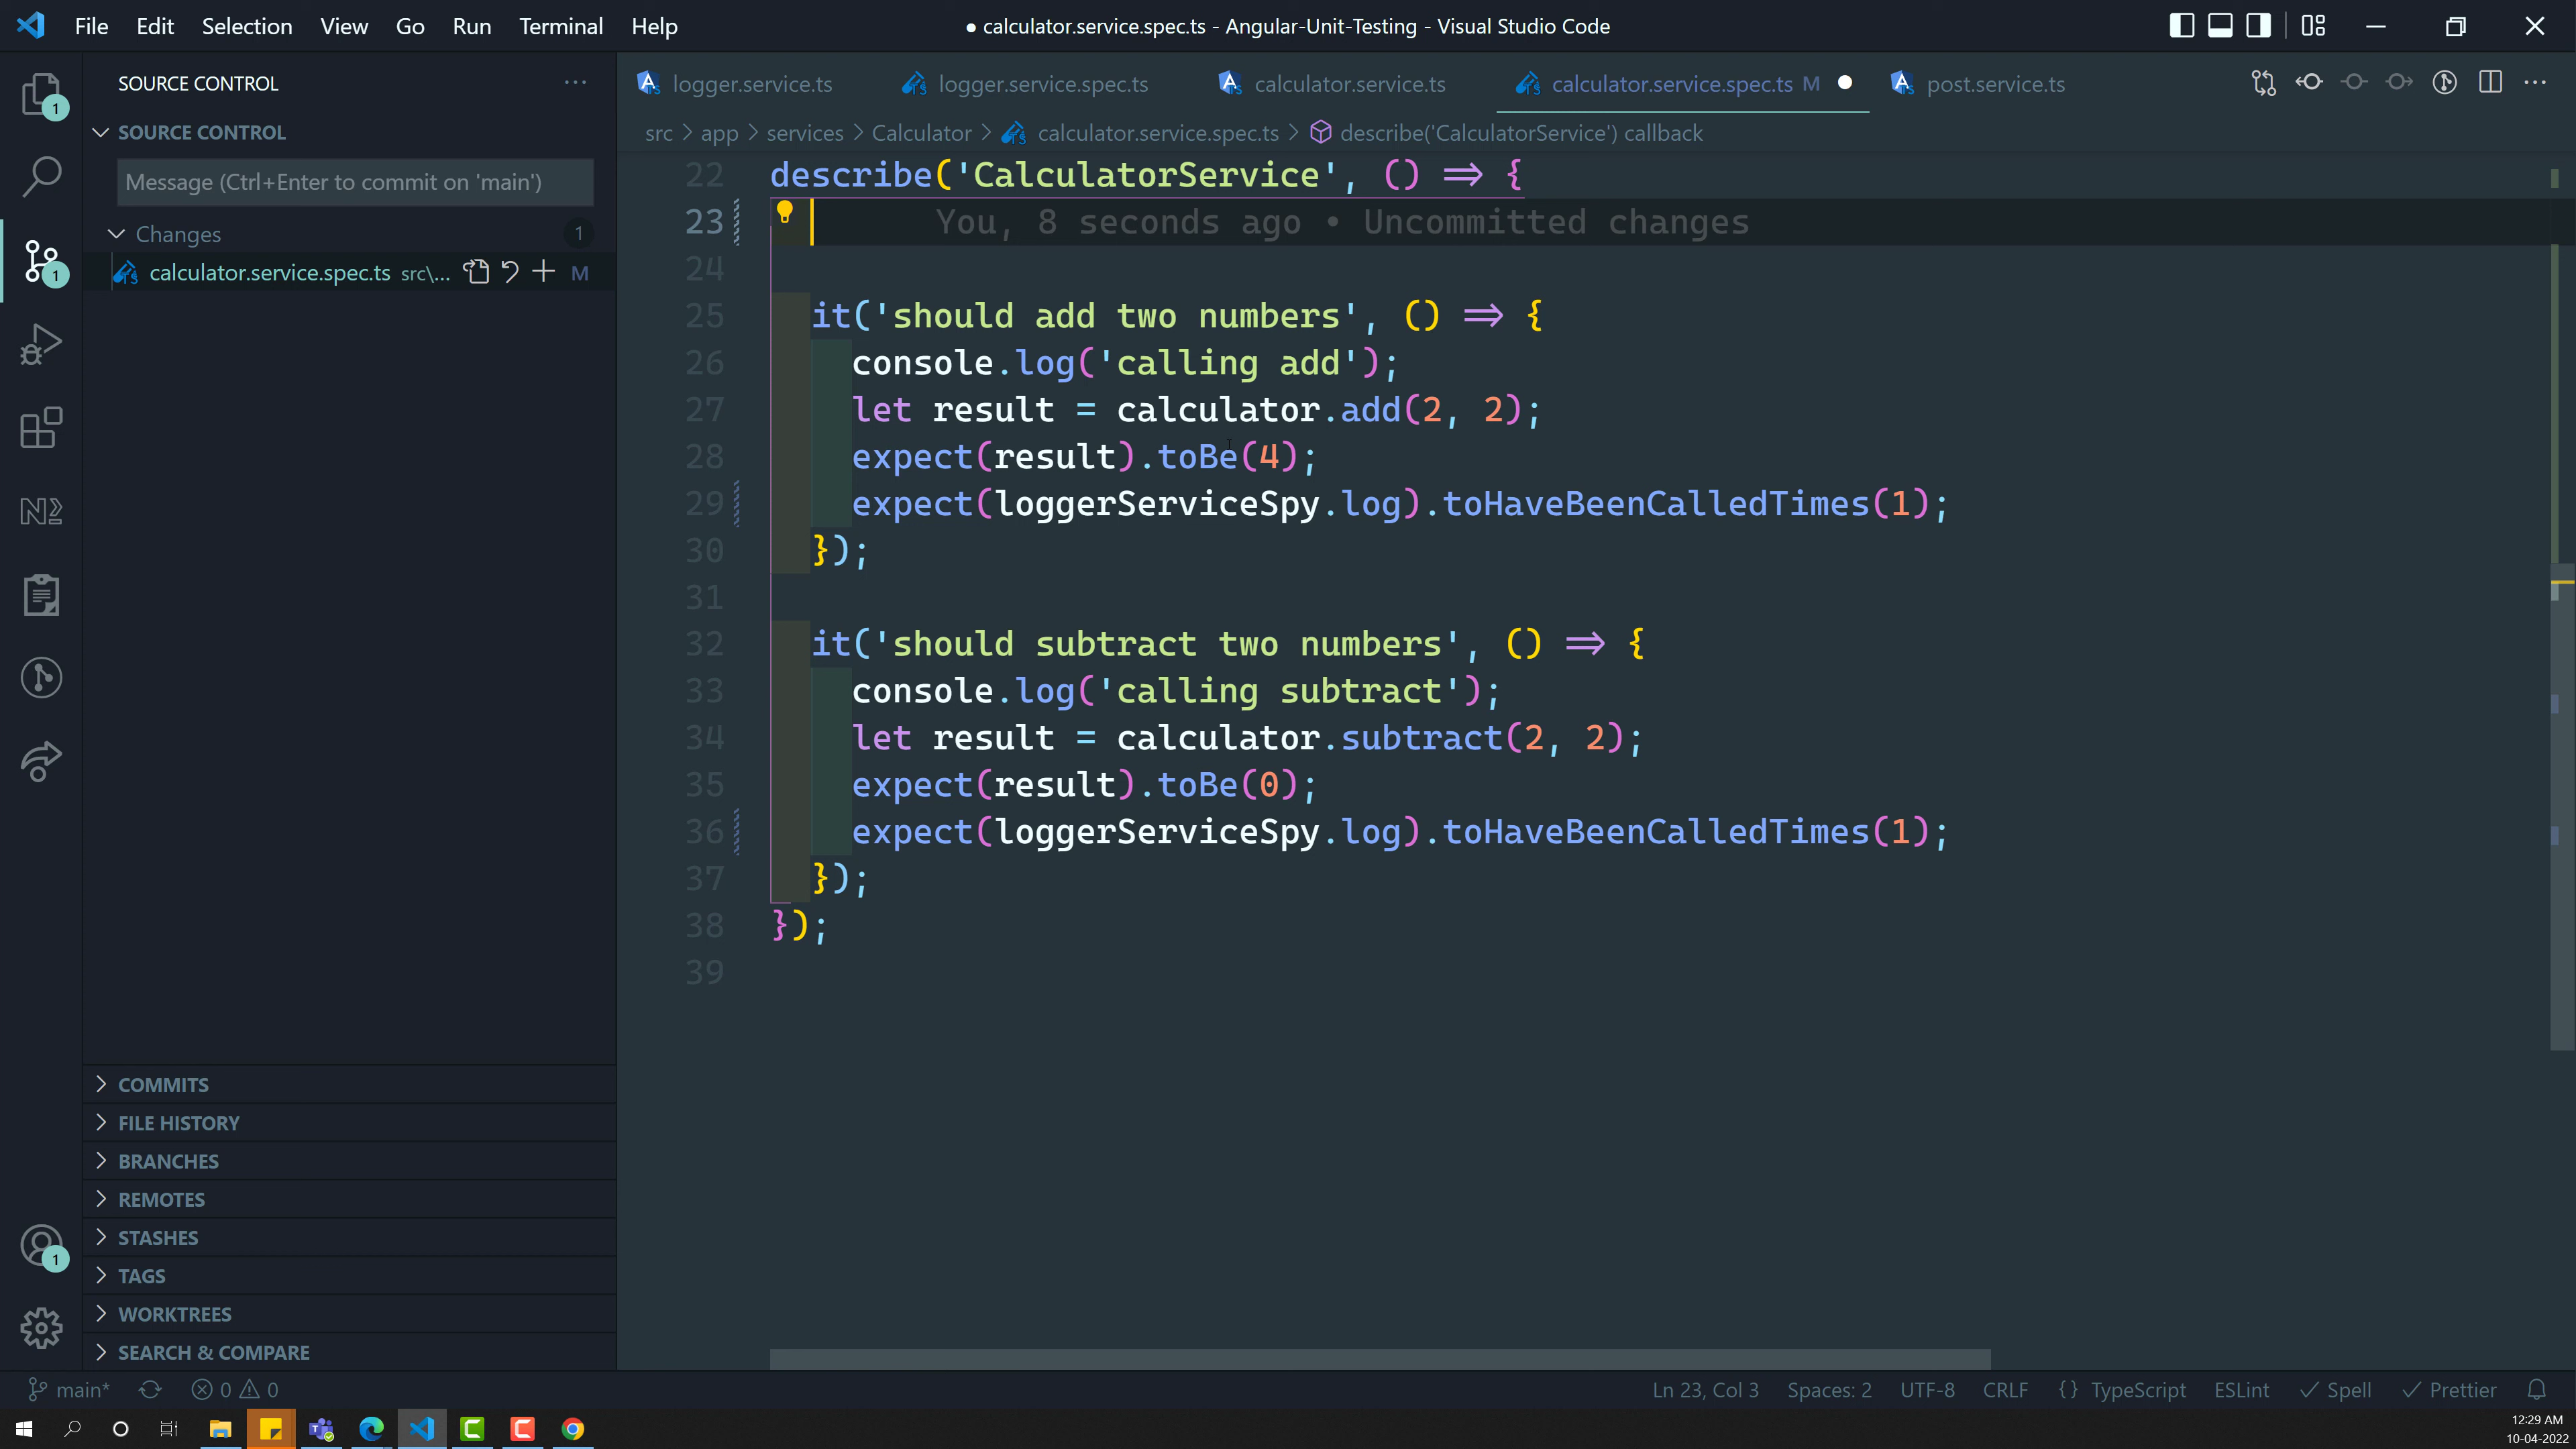 File Edit Selection View Go Run Terminal Help
● calculator.service.spec.ts - Angular-Unit-Testing - Visual Studio Code
SOURCE CONTROL
SOURCE CONTROL
Message (Ctrl+Enter to commit on 'main')
Changes 1
calculator.service.spec.ts src\... M
COMMITS
FILE HISTORY
BRANCHES
REMOTES
STASHES
TAGS
WORKTREES
SEARCH & COMPARE
1
1
1
logger.service.ts logger.service.spec.ts calculator.service.ts calculator.service.spec.ts M post.service.ts
src > app > services > Calculator > calculator.service.spec.ts > describe('CalculatorService') callback
22 describe('CalculatorService', () => {
23 You, 8 seconds ago • Uncommitted changes
24
25 it('should add two numbers', () => {
26 console.log('calling add');
27 let result = calculator.add(2, 2);
28 expect(result).toBe(4);
29 expect(loggerServiceSpy.log).toHaveBeenCalledTimes(1);
30 });
31
32 it('should subtract two numbers', () => {
33 console.log('calling subtract');
34 let result = calculator.subtract(2, 2);
35 expect(result).toBe(0);
36 expect(loggerServiceSpy.log).toHaveBeenCalledTimes(1);
37 });
38 });
39
main* 0 0 Ln 23, Col 3 Spaces: 2 UTF-8 CRLF {} TypeScript ESLint ✓ Spell ✓ Prettier
12:29 AM
10-04-2022